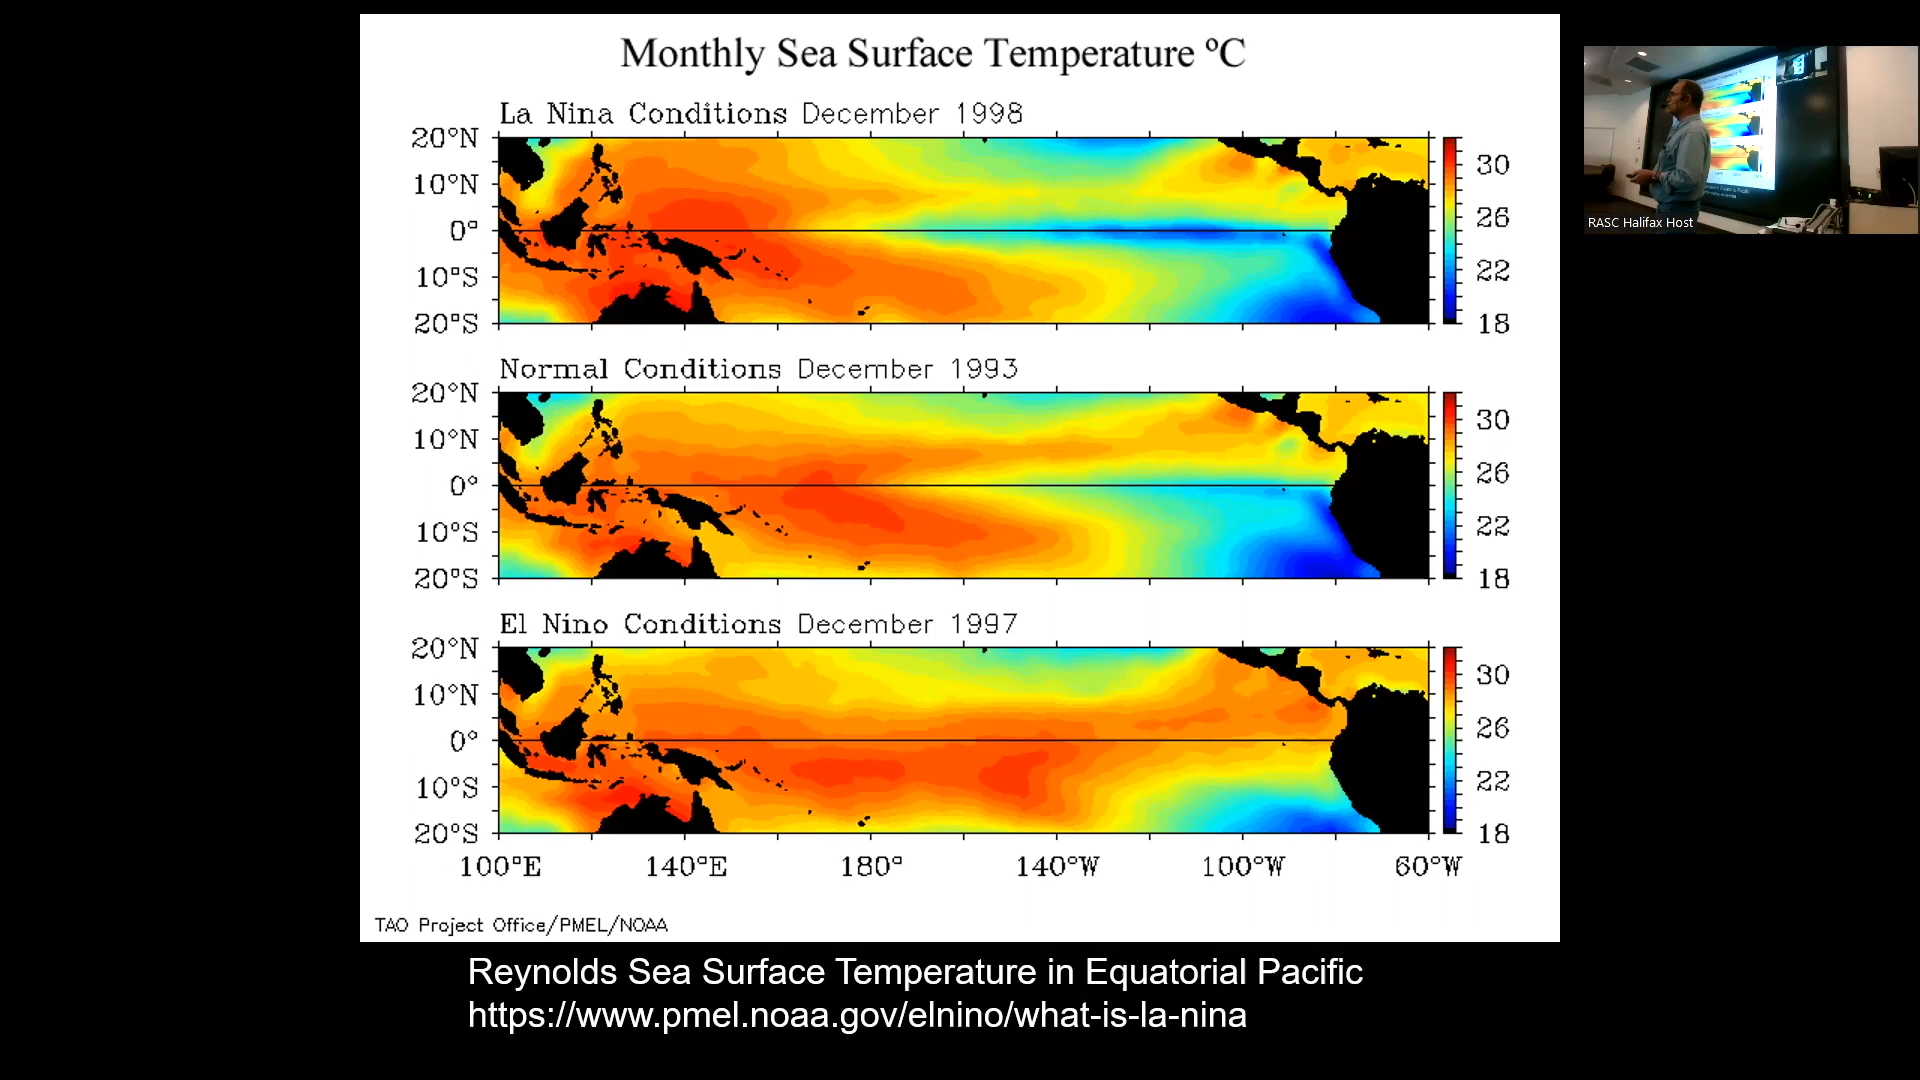 Monthly Sea Surface Temperature ºC
La Nina Conditions December 1998
20°N
10°N
0°
10°S
20°S
30
26
22
18
Normal Conditions December 1993
20°N
10°N
0°
10°S
20°S
30
26
22
18
El Nino Conditions December 1997
20°N
10°N
0°
10°S
20°S
30
26
22
18
100°E 140°E 180° 140°W 100°W 60°W
TAO Project Office/PMEL/NOAA
Reynolds Sea Surface Temperature in Equatorial Pacific
https://www.pmel.noaa.gov/elnino/what-is-la-nina
RASC Halifax Host